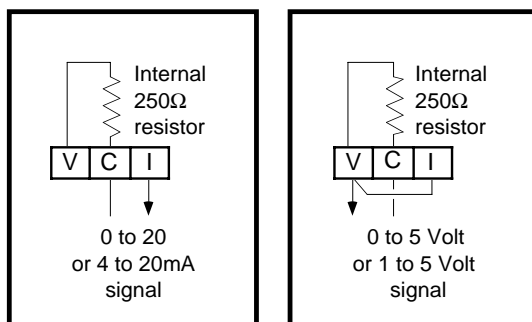 Internal
250Ω
resistor
V C I
0 to 20
or 4 to 20mA
signal
Internal
250Ω
resistor
V C I
0 to 5 Volt
or 1 to 5 Volt
signal